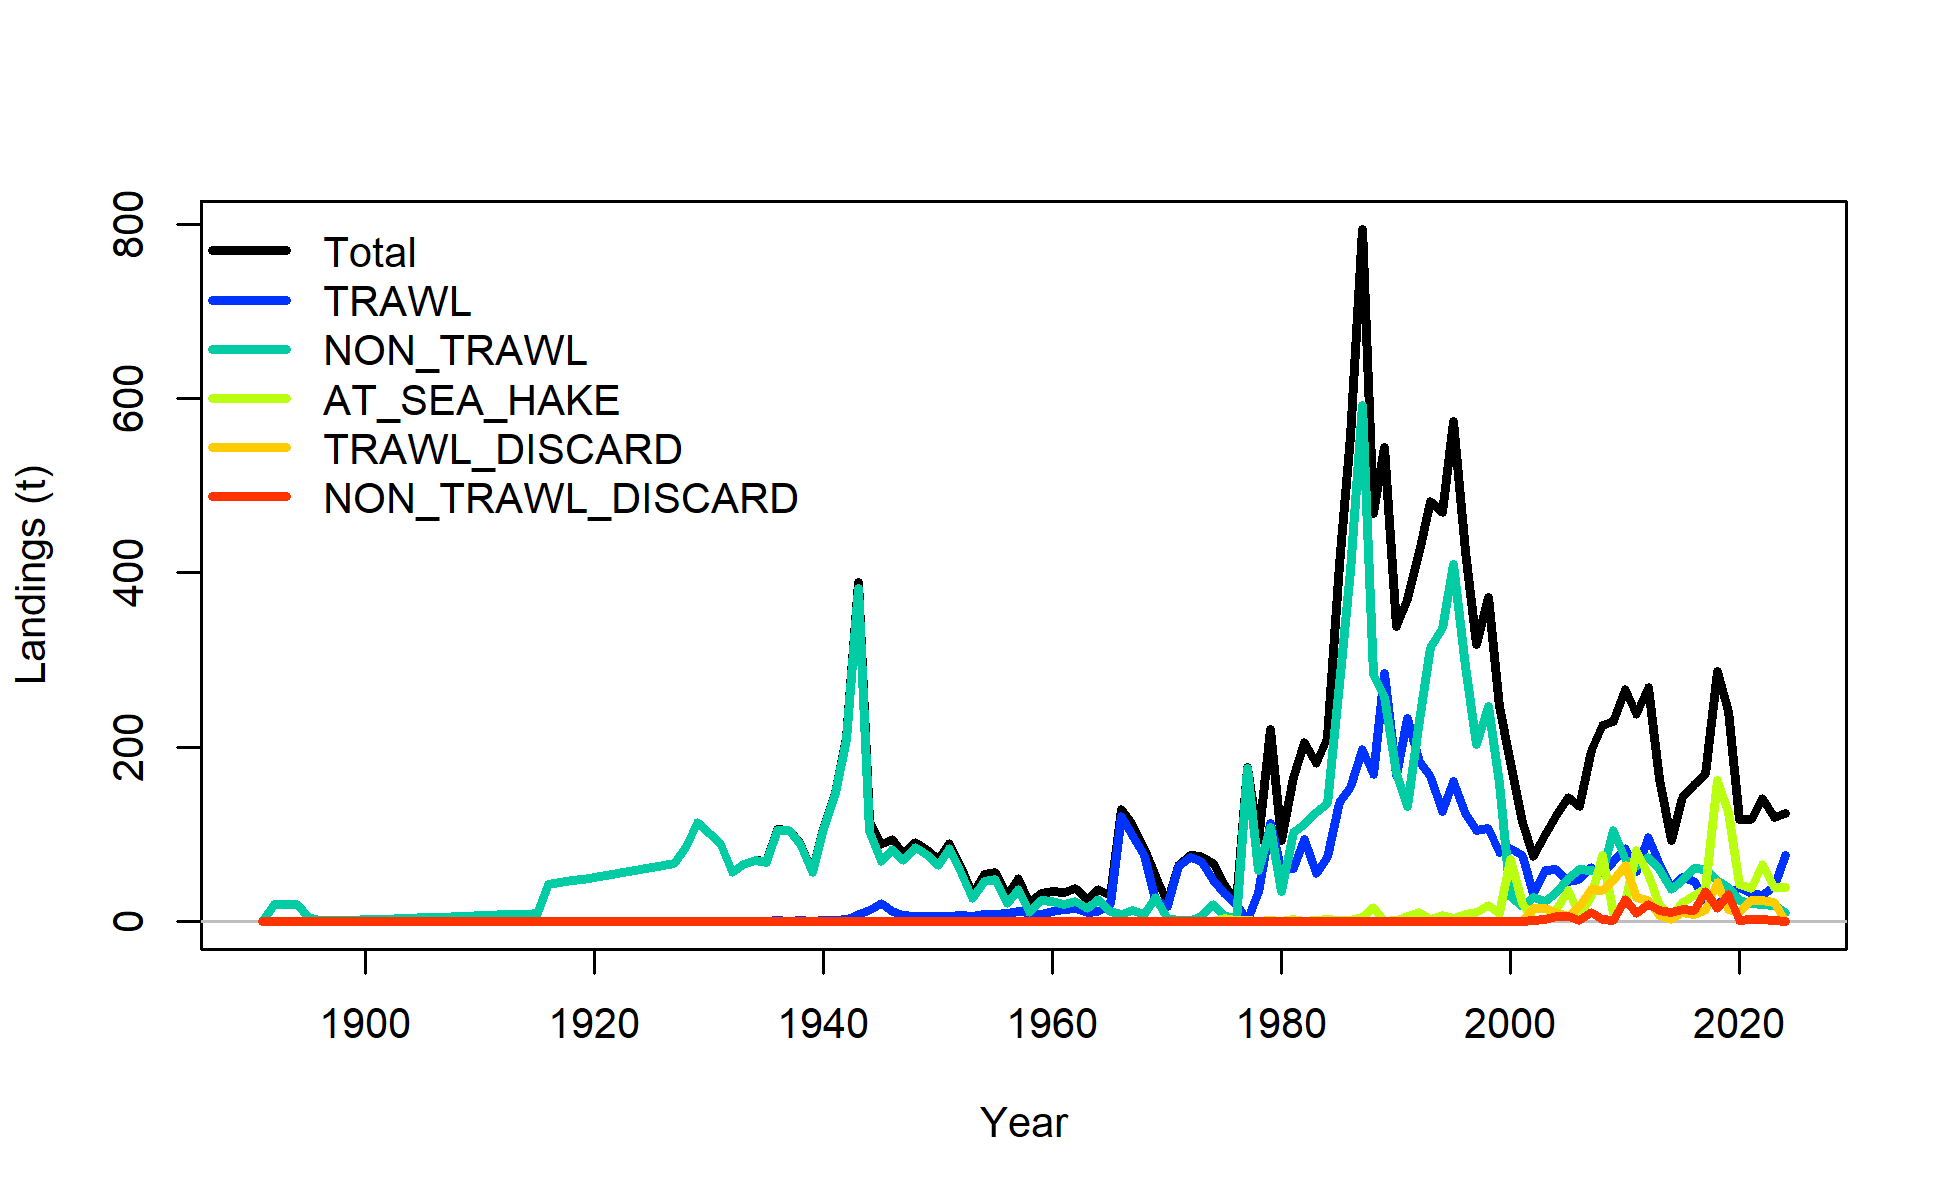 Total
TRAWL
NON_TRAWL
AT_SEA_HAKE
TRAWL_DISCARD
NON_TRAWL_DISCARD
Landings (t)
800
600
400
200
0
1900 1920 1940 1960 1980 2000 2020
Year